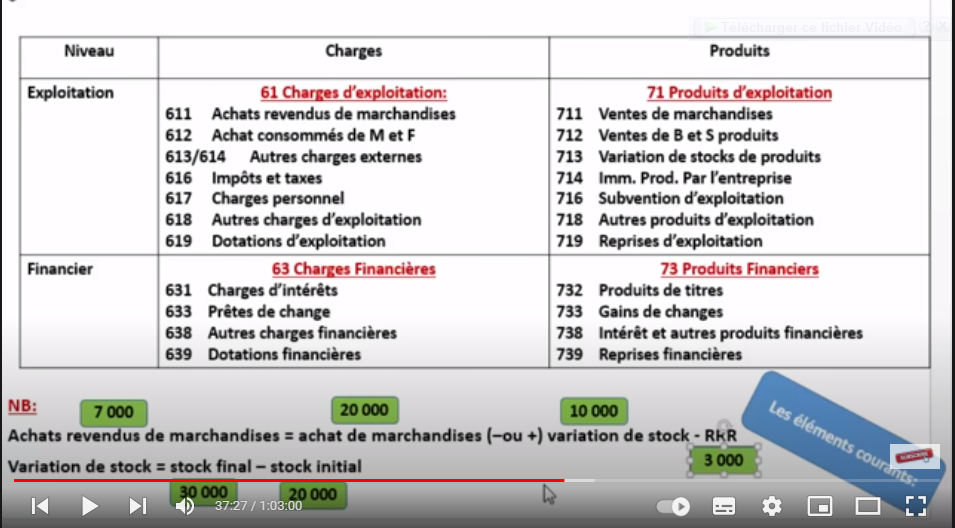 Télécharger ce fichier Vidéo ? X
Niveau Charges Produits
Exploitation
61 Charges d'exploitation:
611 Achats revendus de marchandises
612 Achat consommés de M et F
613/614 Autres charges externes
616 Impôts et taxes
617 Charges personnel
618 Autres charges d'exploitation
619 Dotations d'exploitation
71 Produits d'exploitation
711 Ventes de marchandises
712 Ventes de B et S produits
713 Variation de stocks de produits
714 Imm. Prod. Par l'entreprise
716 Subvention d'exploitation
718 Autres produits d'exploitation
719 Reprises d'exploitation
Financier
63 Charges Financières
631 Charges d'intérêts
633 Prêtes de change
638 Autres charges financières
639 Dotations financières
73 Produits Financiers
732 Produits de titres
733 Gains de changes
738 Intérêt et autres produits financières
739 Reprises financières
NB:
7 000 20 000 10 000
Achats revendus de marchandises = achat de marchandises (–ou +) variation de stock - RRR
3 000
Variation de stock = stock final – stock initial
30 000 20 000
Les éléments courants:
SUBSCRIBE
37:27 / 1:03:00